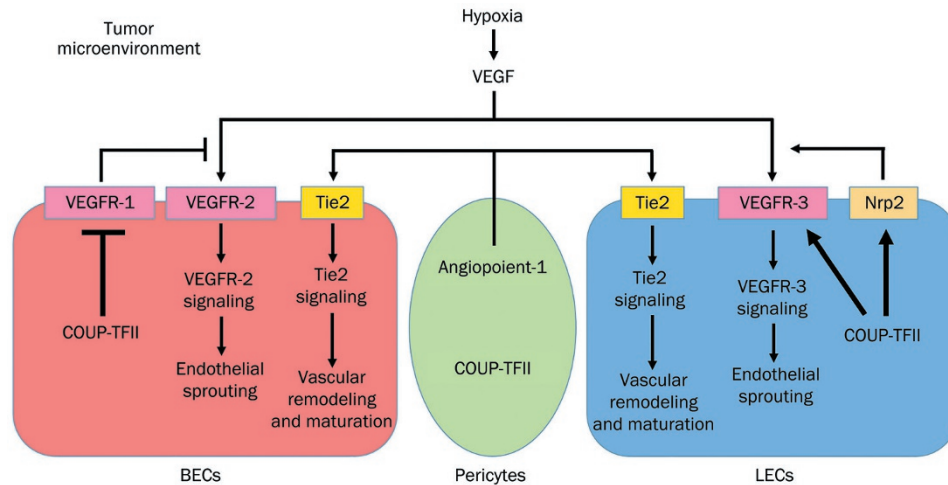 Hypoxia
Tumor
microenvironment
VEGF
VEGFR-1
VEGFR-2
Tie2
Tie2
VEGFR-3
Nrp2
VEGFR-2
signaling
Tie2
signaling
Angiopoient-1
Tie2
signaling
VEGFR-3
signaling
COUP-TFII
COUP-TFII
Endothelial
sprouting
Vascular
remodeling
and maturation
COUP-TFII
Vascular
remodeling
and maturation
Endothelial
sprouting
BECs
Pericytes
LECs